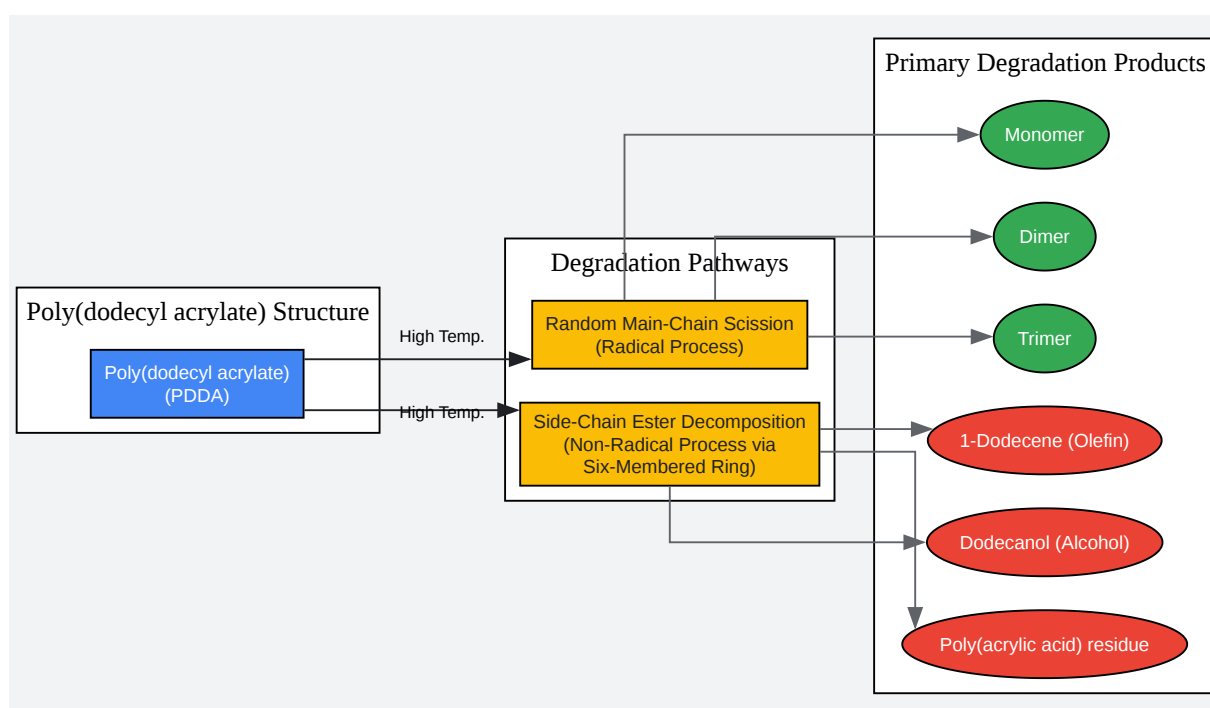 Poly(dodecyl acrylate) Structure
Poly(dodecyl acrylate)
(PDDA)
High Temp.
High Temp.
Degradation Pathways
Random Main-Chain Scission
(Radical Process)
Side-Chain Ester Decomposition
(Non-Radical Process via
Six-Membered Ring)
Primary Degradation Products
Monomer
Dimer
Trimer
1-Dodecene (Olefin)
Dodecanol (Alcohol)
Poly(acrylic acid) residue